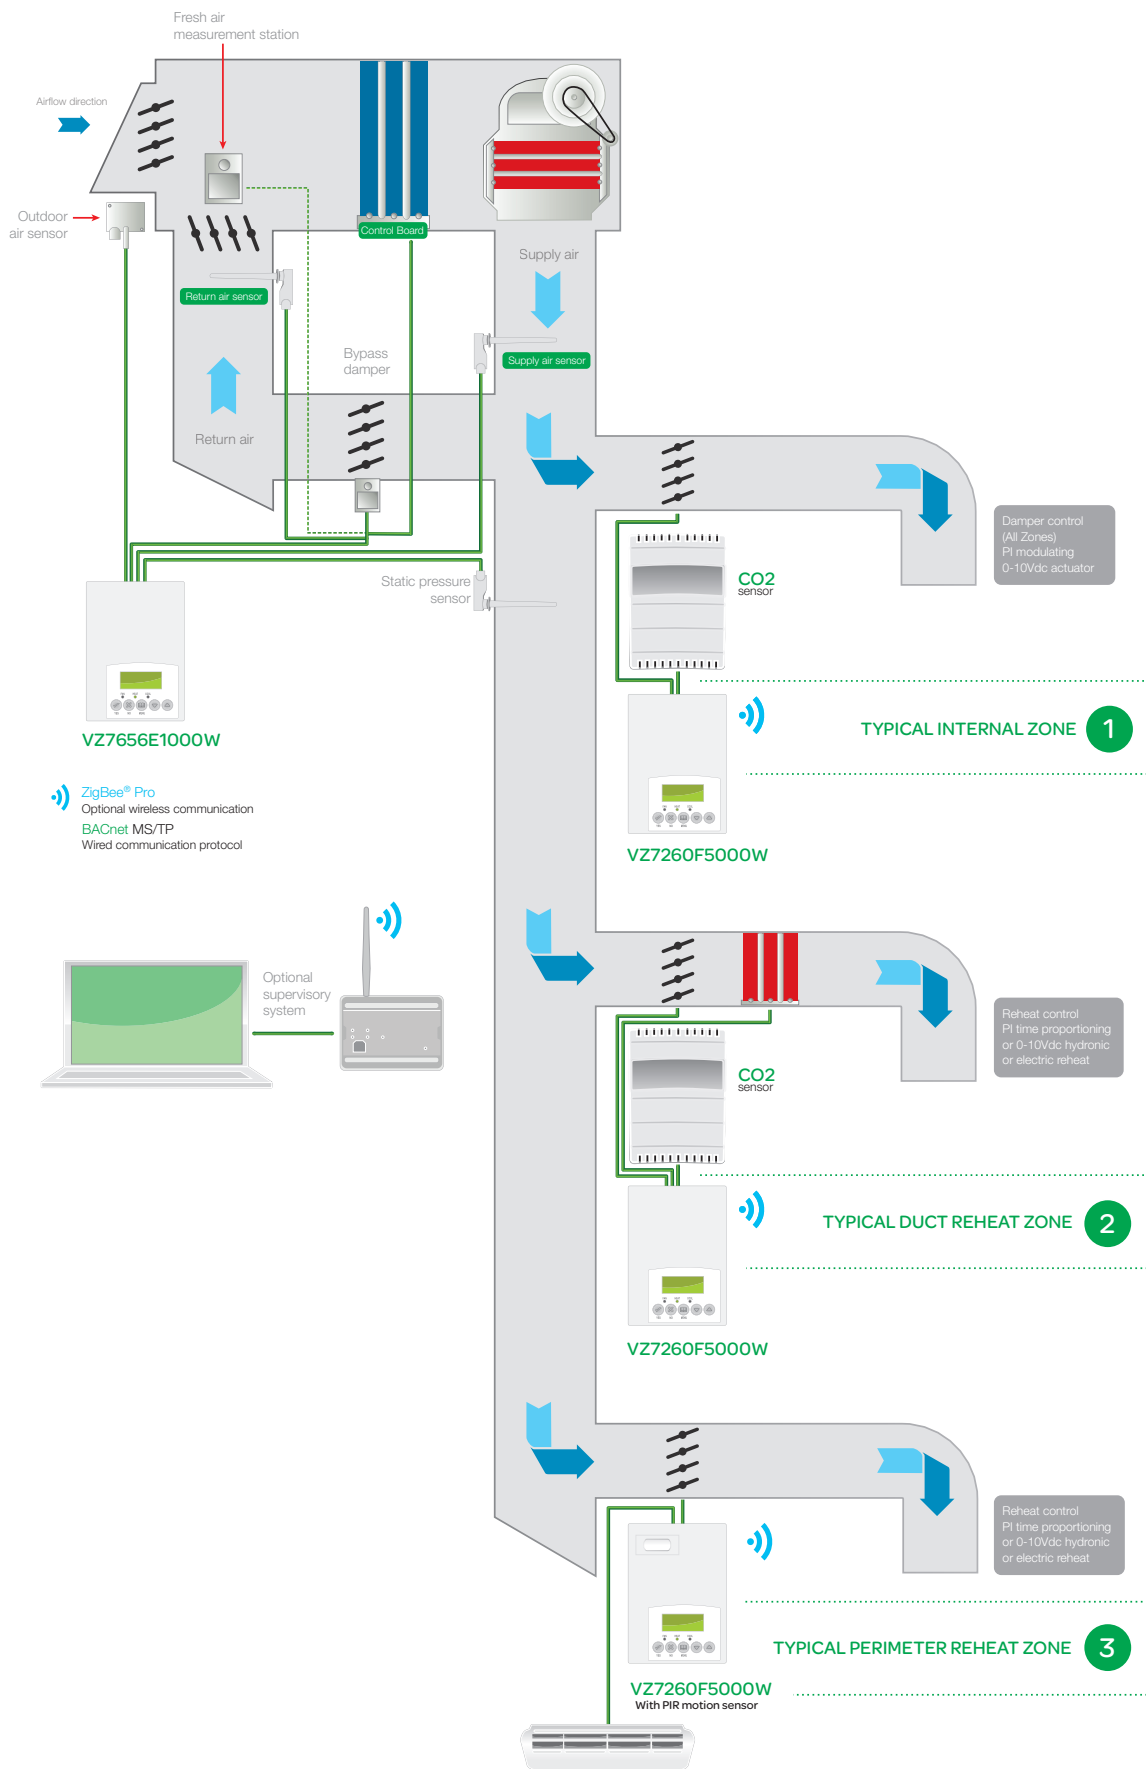 Fresh air
measurement station
Airflow direction
Outdoor
air sensor
Control Board
Return air sensor
Supply air
Supply air sensor
Bypass
damper
Return air
Static pressure
sensor
VZ7656E1000W
ZigBee® Pro
Optional wireless communication
BACnet MS/TP
Wired communication protocol
Optional
supervisory
system
CO2
sensor
Damper control
(All Zones)
PI modulating
0-10Vdc actuator
TYPICAL INTERNAL ZONE 1
VZ7260F5000W
CO2
sensor
Reheat control
PI time proportioning
or 0-10Vdc hydronic
or electric reheat
TYPICAL DUCT REHEAT ZONE 2
VZ7260F5000W
Reheat control
PI time proportioning
or 0-10Vdc hydronic
or electric reheat
TYPICAL PERIMETER REHEAT ZONE 3
VZ7260F5000W
With PIR motion sensor